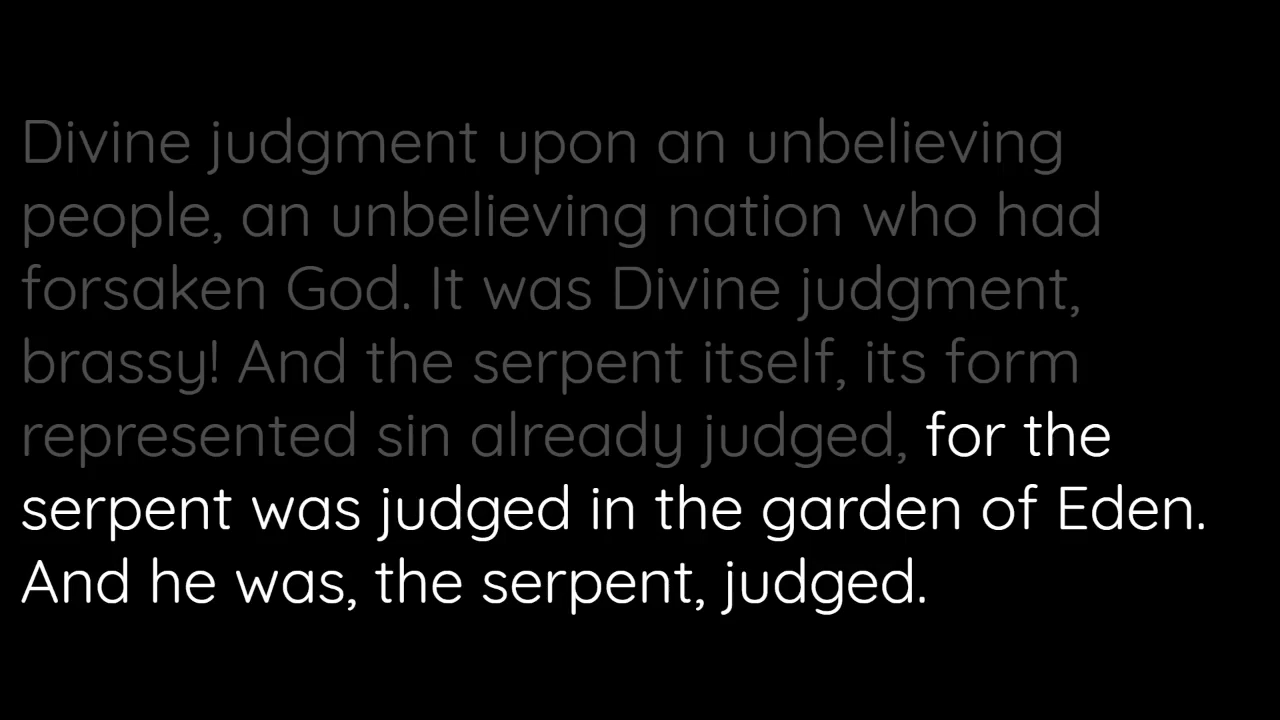 Divine judgment upon an unbelieving
people, an unbelieving nation who had
forsaken God. It was Divine judgment,
brassy! And the serpent itself, its form
represented sin already judged, for the
serpent was judged in the garden of Eden.
And he was, the serpent, judged.